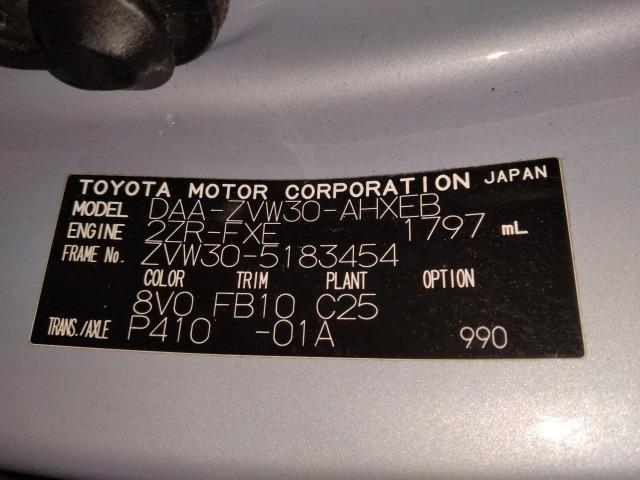 TOYOTA MOTOR CORPORATION JAPAN
MODEL DAA-ZVW30-AHXEB
ENGINE 2ZR-FXE 1797 mL
FRAME No. ZVW30-5183454
COLOR TRIM PLANT OPTION
8V0 FB10 C25
TRANS./AXLE P410 -01A 990